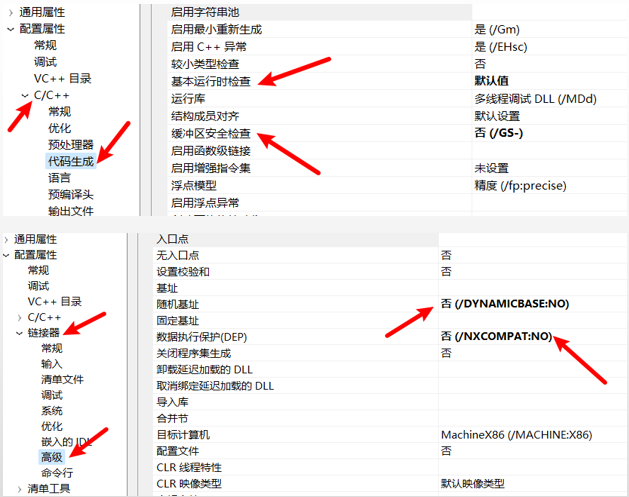 通用属性
配置属性
常规
调试
VC++ 目录
C/C++
常规
优化
预处理器
代码生成
语言
预编译头
输出文件
启用字符串池
启用最小重新生成 是 (/Gm)
启用 C++ 异常 是 (/EHsc)
较小类型检查 否
基本运行时检查 默认值
运行库 多线程调试 DLL (/MDd)
结构成员对齐 默认设置
缓冲区安全检查 否 (/GS-)
启用函数级链接
启用增强指令集 未设置
浮点模型 精度 (/fp:precise)
启用浮点异常
通用属性
配置属性
常规
调试
VC++ 目录
C/C++
链接器
常规
输入
清单文件
调试
系统
优化
嵌入的 IDL
高级
命令行
清单工具
入口点
无入口点 否
设置校验和 否
基址
随机基址 否 (/DYNAMICBASE:NO)
固定基址
数据执行保护(DEP) 否 (/NXCOMPAT:NO)
关闭程序集生成 否
卸载延迟加载的 DLL
取消绑定延迟加载的 DLL
导入库
合并节
目标计算机 MachineX86 (/MACHINE:X86)
配置文件 否
CLR 线程特性
CLR 映像类型 默认映像类型